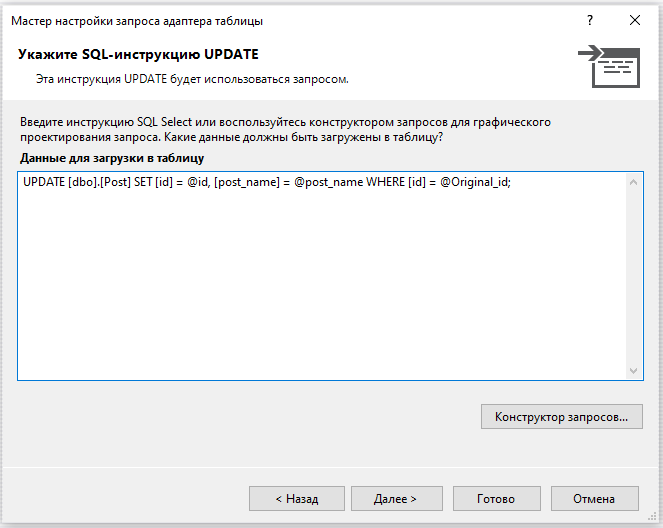 Мастер настройки запроса адаптера таблицы
?
Укажите SQL-инструкцию UPDATE
Эта инструкция UPDATE будет использоваться запросом.
Введите инструкцию SQL Select или воспользуйтесь конструктором запросов для графического
проектирования запроса. Какие данные должны быть загружены в таблицу?
Данные для загрузки в таблицу
UPDATE [dbo].[Post] SET [id] = @id, [post_name] = @post_name WHERE [id] = @Original_id;
Конструктор запросов...
< Назад
Далее >
Готово
Отмена